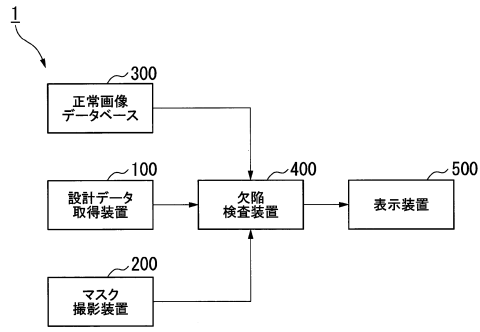 1
300
正常画像
データベース
100
設計データ
取得装置
400
欠陥
検査装置
500
表示装置
200
マスク
撮影装置